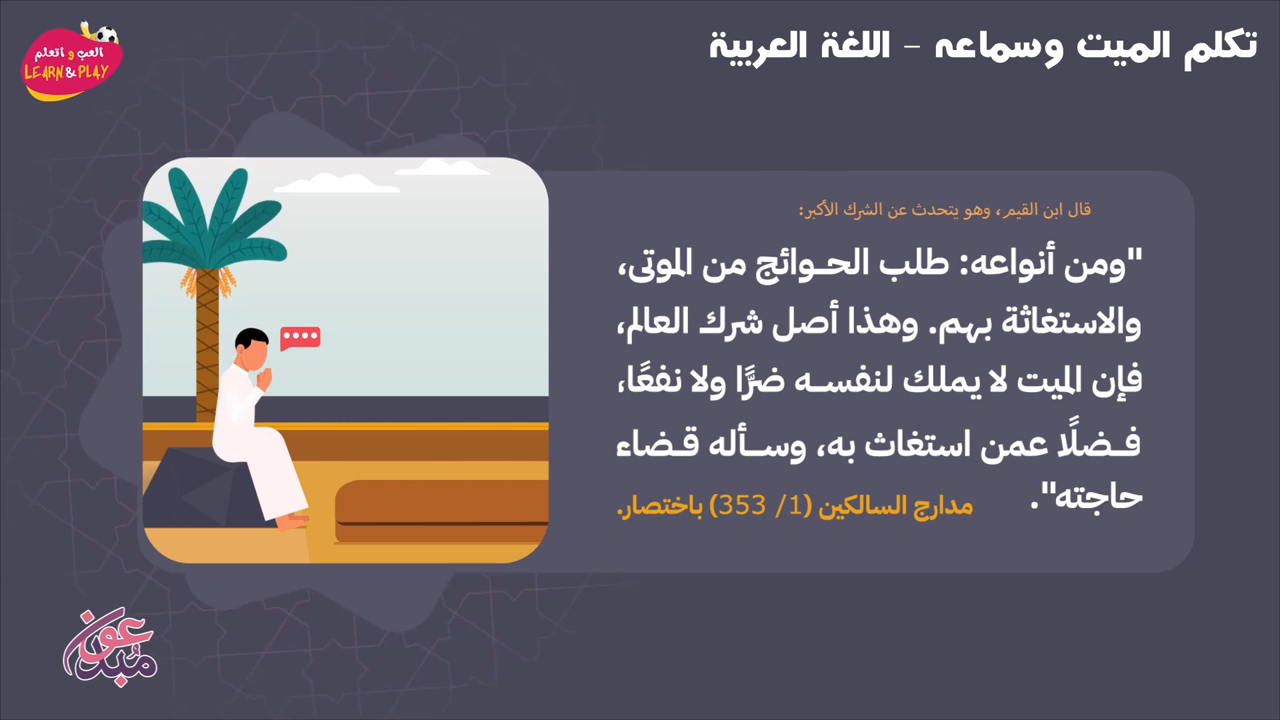 تكلم الميت وسماعه - اللغة العربية
العب و اتعلم
LEARN & PLAY
قال ابن القيم، وهو يتحدث عن الشرك الأكبر:
"ومن أنواعه: طلب الحوائج من الموتى،
والاستغاثة بهم. وهذا أصل شرك العالم،
فإن الميت لا يملك لنفسه ضرًّا ولا نفعًا،
فضلًا عمن استغاث به، وسأله قضاء
حاجته".
مدارج السالكين (1/ 353) باختصار.
مبدعون